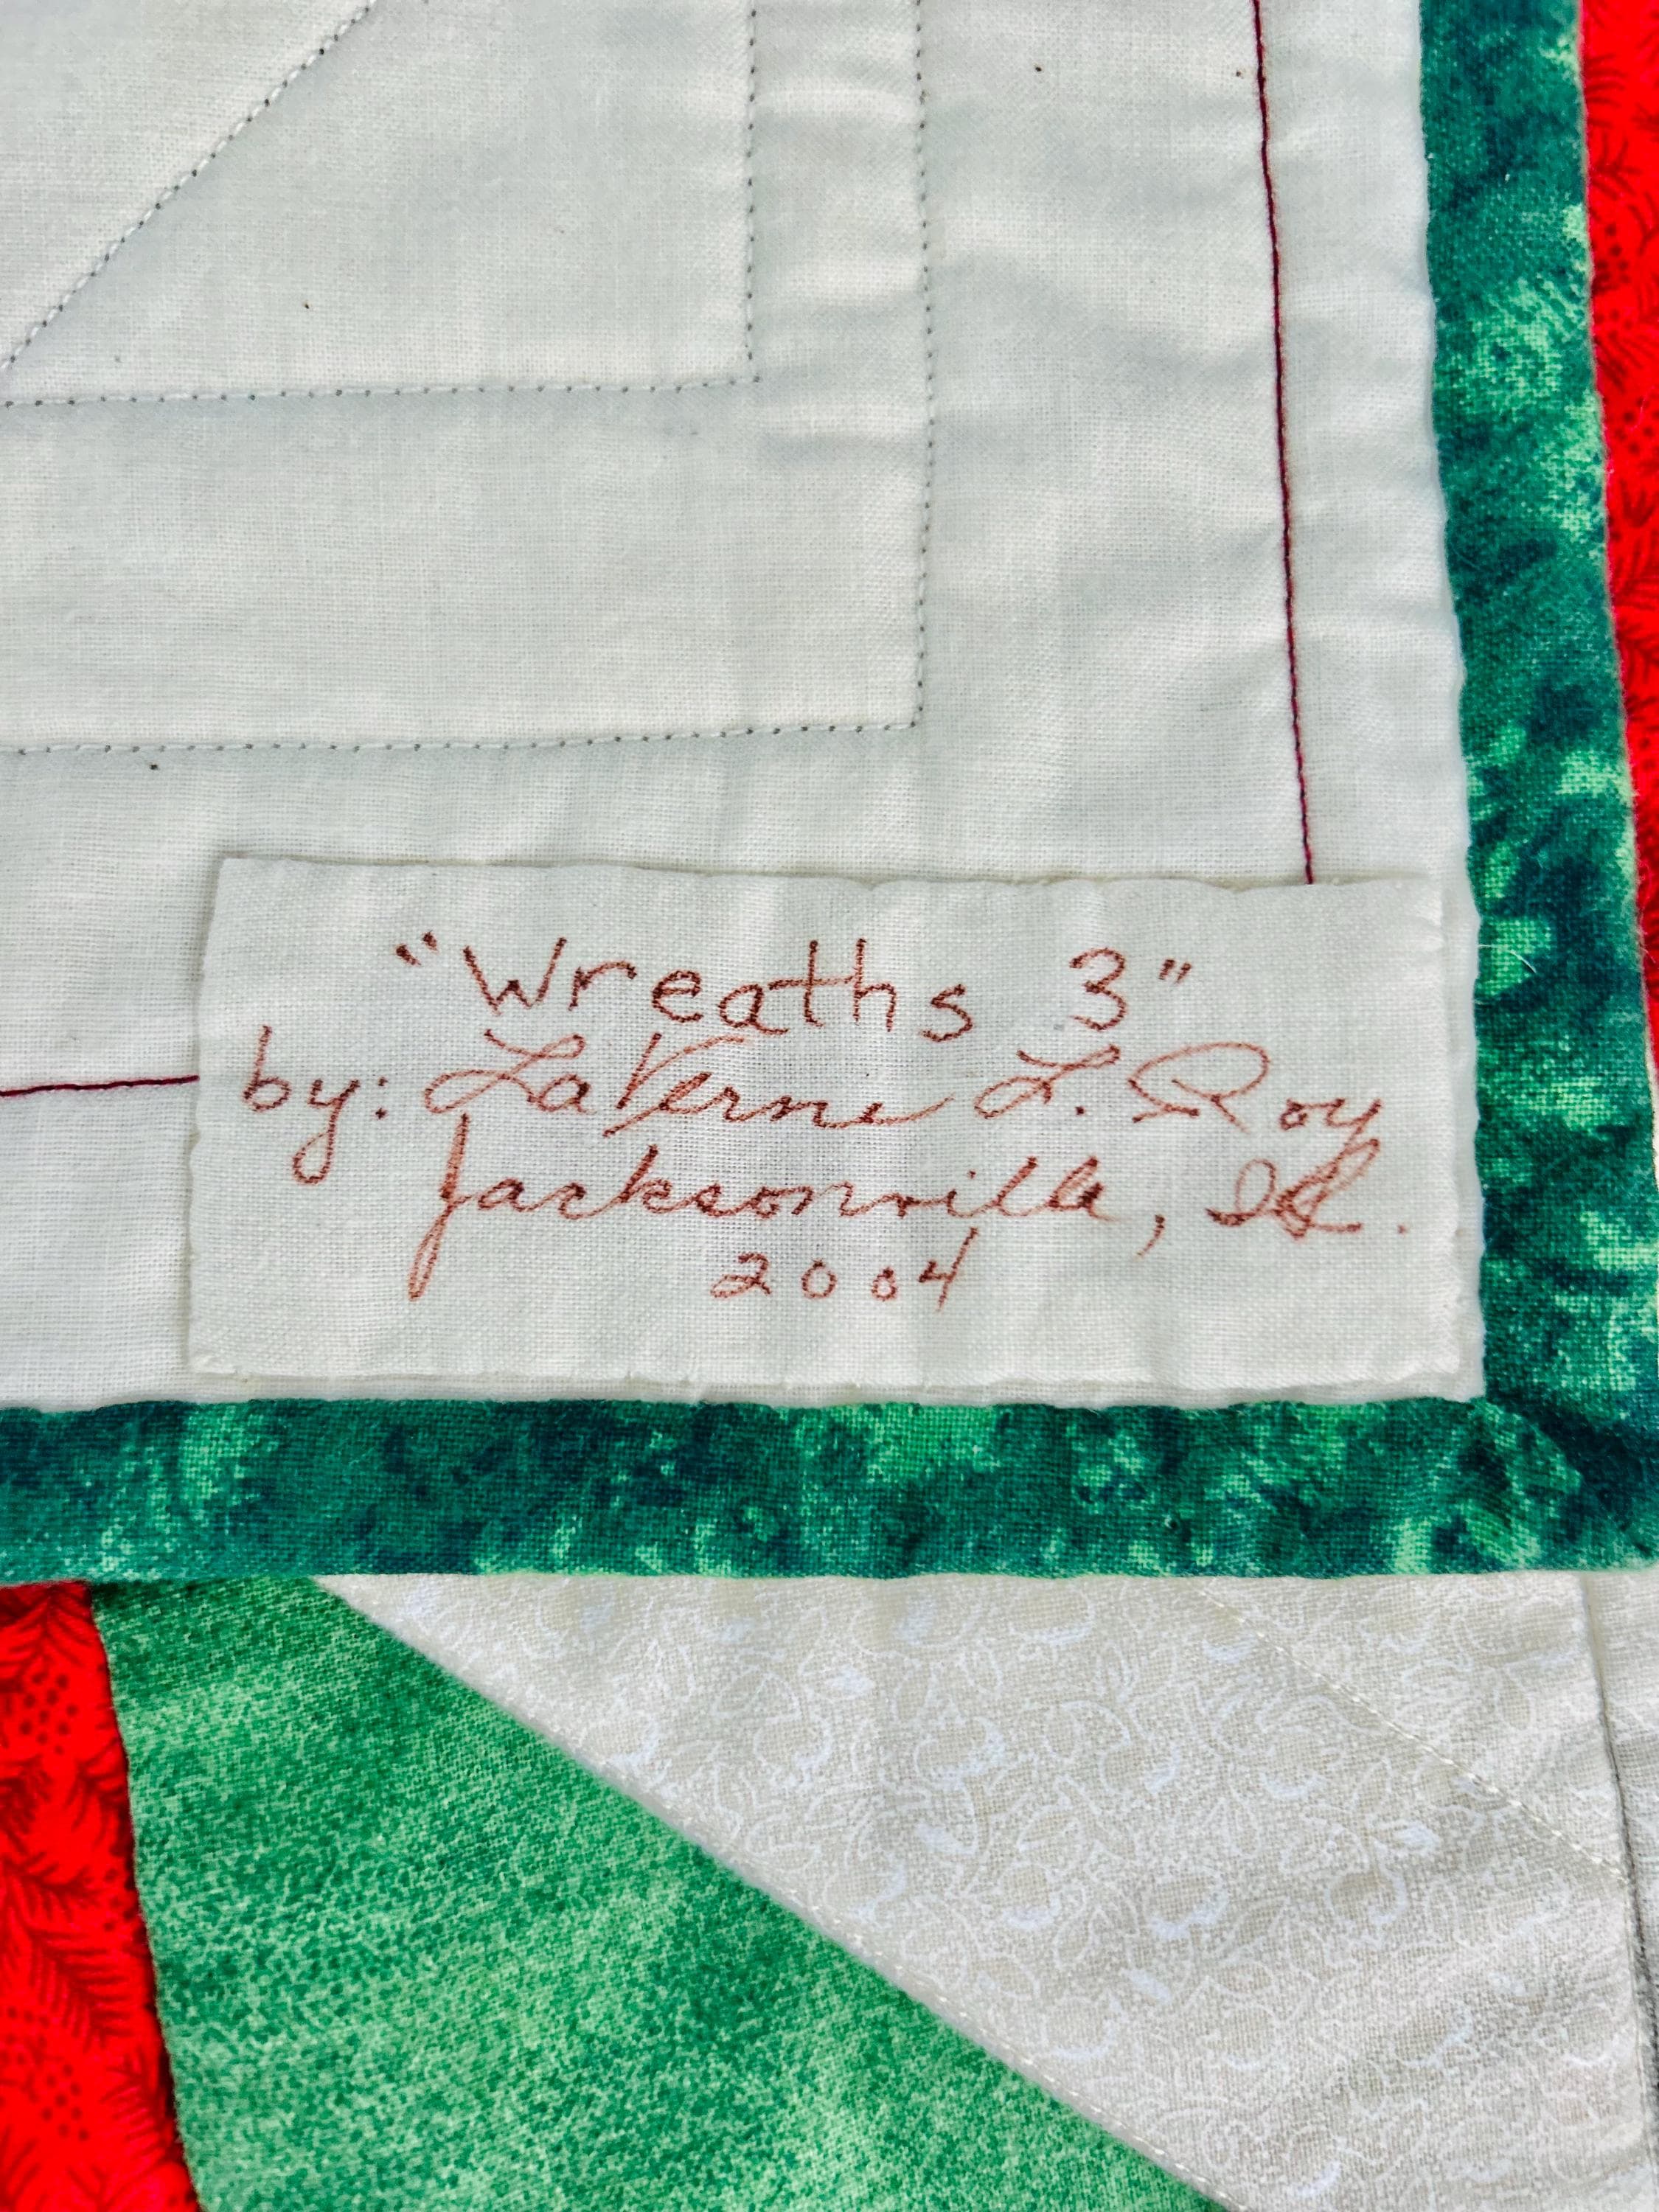 "Wreaths 3"
by: LaVerne L. Roy
Jacksonville, Il.
2004